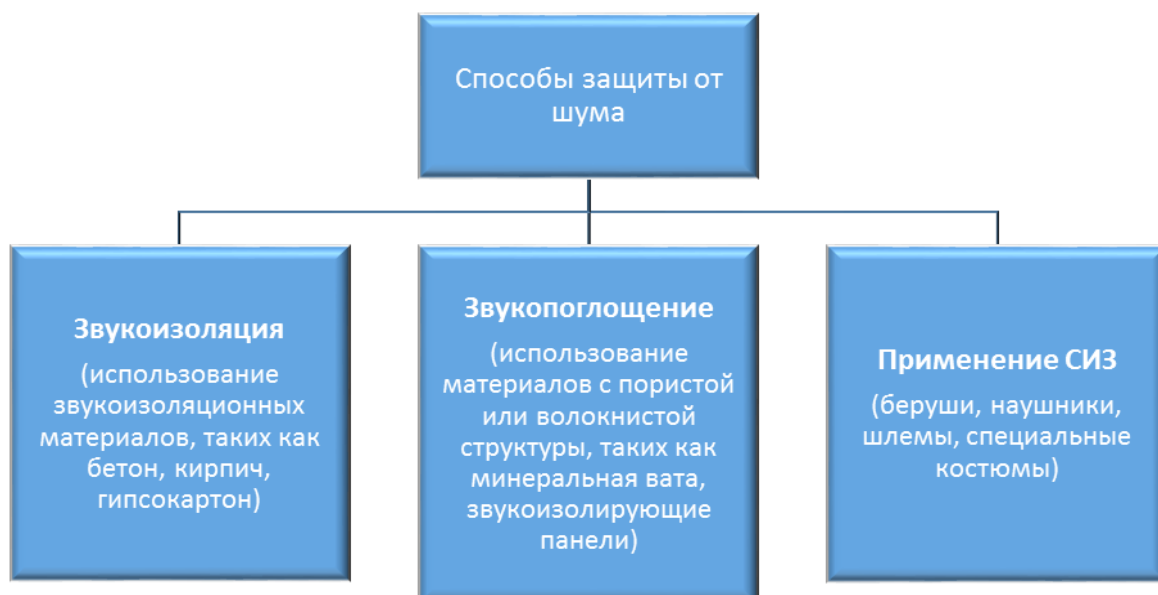 Способы защиты от
шума
Звукоизоляция
(использование
звукоизоляционных
материалов, таких как
бетон, кирпич,
гипсокартон)
Звукопоглощение
(использование
материалов с пористой
или волокнистой
структуры, таких как
минеральная вата,
звукоизолирующие
панели)
Применение СИЗ
(беруши, наушники,
шлемы, специальные
костюмы)